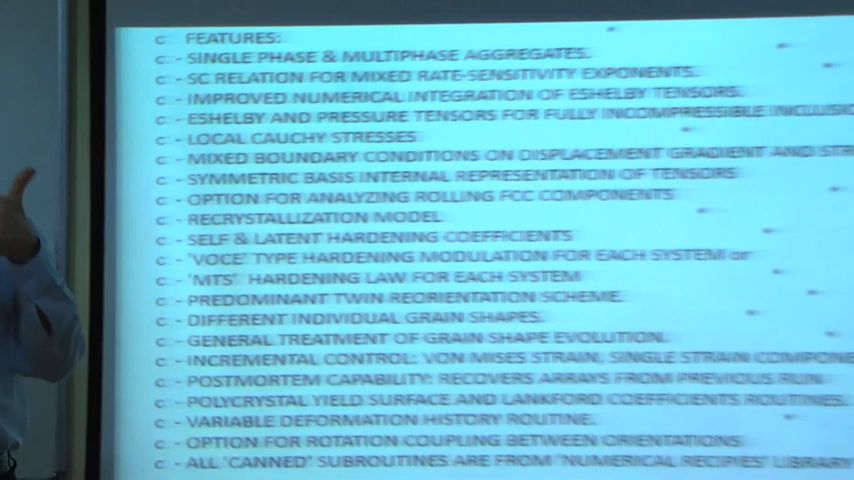 C FEATURES:
C - SINGLE PHASE & MULTIPHASE AGGREGATES.
C - SC RELATION FOR MIXED RATE-SENSITIVITY EXPONENTS.
C - IMPROVED NUMERICAL INTEGRATION OF ESHELBY TENSORS.
C - ESHELBY AND PRESSURE TENSORS FOR FULLY INCOMPRESSIBLE INCLUSIO
C - LOCAL CAUCHY STRESSES
C - MIXED BOUNDARY CONDITIONS ON DISPLACEMENT GRADIENT AND STR
C - SYMMETRIC BASIS INTERNAL REPRESENTATION OF TENSORS
C - OPTION FOR ANALYZING ROLLING FCC COMPONENTS
C - RECRYSTALLIZATION MODEL
C - SELF & LATENT HARDENING COEFFICIENTS
C - 'VOCE' TYPE HARDENING MODULATION FOR EACH SYSTEM or
C - 'MTS' HARDENING LAW FOR EACH SYSTEM
C - PREDOMINANT TWIN REORIENTATION SCHEME.
C - DIFFERENT INDIVIDUAL GRAIN SHAPES.
C - GENERAL TREATMENT OF GRAIN SHAPE EVOLUTION.
C - INCREMENTAL CONTROL: VON MISES STRAIN, SINGLE STRAIN COMPONE
C - POSTMORTEM CAPABILITY: RECOVERS ARRAYS FROM PREVIOUS RUN
C - POLYCRYSTAL YIELD SURFACE AND LANKFORD COEFFICIENTS ROUTINES.
C - VARIABLE DEFORMATION HISTORY ROUTINE.
C - OPTION FOR ROTATION COUPLING BETWEEN ORIENTATIONS
C - ALL 'CANNED' SUBROUTINES ARE FROM 'NUMERICAL RECIPIES' LIBRARY